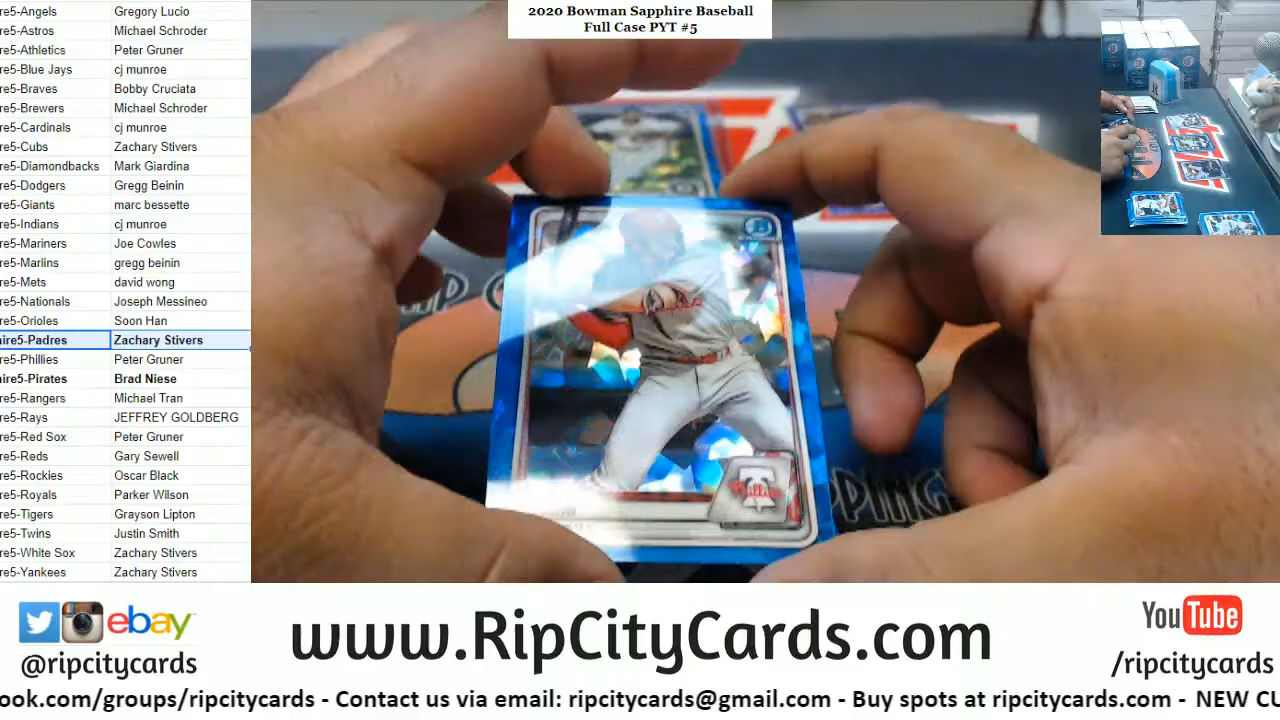 2020 Bowman Sapphire Baseball
Full Case PYT #5
re5-Angels Gregory Lucio
re5-Astros Michael Schroder
re5-Athletics Peter Gruner
re5-Blue Jays cj munroe
re5-Braves Bobby Cruciata
re5-Brewers Michael Schroder
re5-Cardinals cj munroe
re5-Cubs Zachary Stivers
re5-Diamondbacks Mark Giardina
re5-Dodgers Gregg Beinin
re5-Giants marc bessette
re5-Indians cj munroe
re5-Mariners Joe Cowles
re5-Marlins gregg beinin
re5-Mets david wong
re5-Nationals Joseph Messineo
re5-Orioles Soon Han
ire5-Padres Zachary Stivers
re5-Phillies Peter Gruner
ire5-Pirates Brad Niese
re5-Rangers Michael Tran
re5-Rays JEFFREY GOLDBERG
re5-Red Sox Peter Gruner
re5-Reds Gary Sewell
re5-Rockies Oscar Black
re5-Royals Parker Wilson
re5-Tigers Grayson Lipton
re5-Twins Justin Smith
re5-White Sox Zachary Stivers
re5-Yankees Zachary Stivers
Phillies
PPING
ebay
@ripcitycards
www.RipCityCards.com
YouTube
/ripcitycards
ook.com/groups/ripcitycards - Contact us via email: ripcitycards@gmail.com - Buy spots at ripcitycards.com - NEW CU